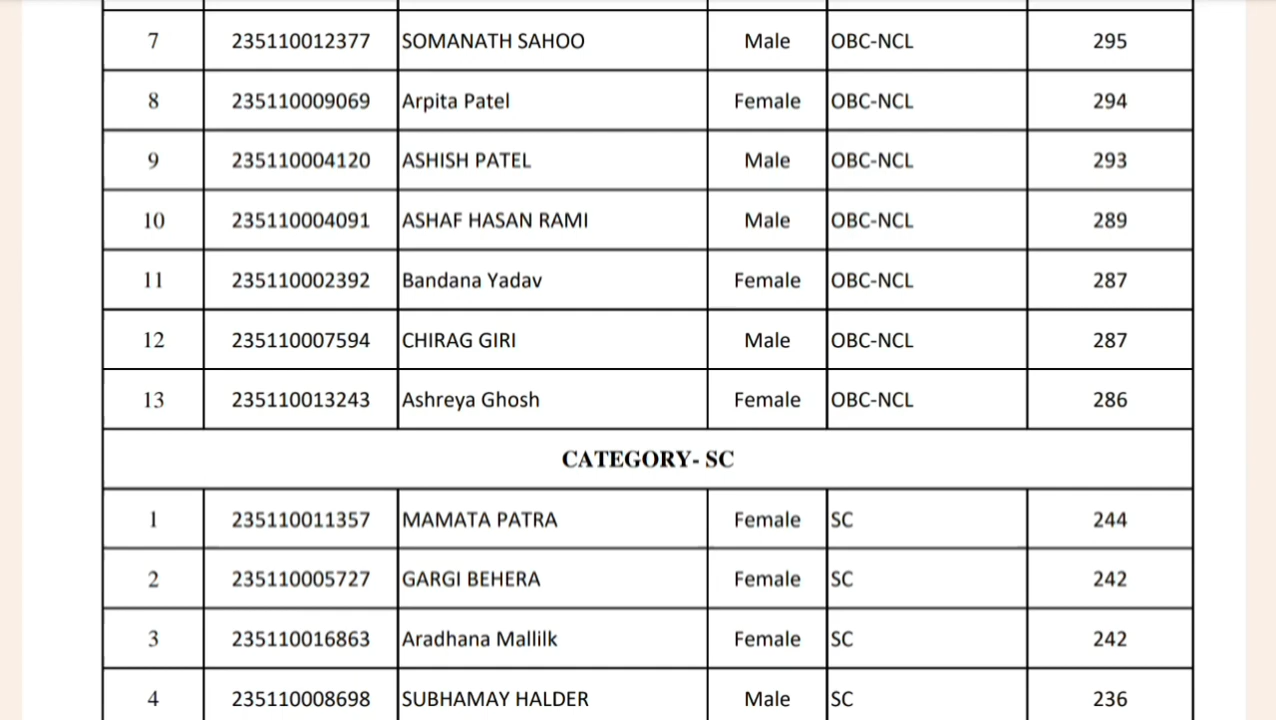 7 235110012377 SOMANATH SAHOO Male OBC-NCL 295
8 235110009069 Arpita Patel Female OBC-NCL 294
9 235110004120 ASHISH PATEL Male OBC-NCL 293
10 235110004091 ASHAF HASAN RAMI Male OBC-NCL 289
11 235110002392 Bandana Yadav Female OBC-NCL 287
12 235110007594 CHIRAG GIRI Male OBC-NCL 287
13 235110013243 Ashreya Ghosh Female OBC-NCL 286
CATEGORY- SC
1 235110011357 MAMATA PATRA Female SC 244
2 235110005727 GARGI BEHERA Female SC 242
3 235110016863 Aradhana Mallilk Female SC 242
4 235110008698 SUBHAMAY HALDER Male SC 236